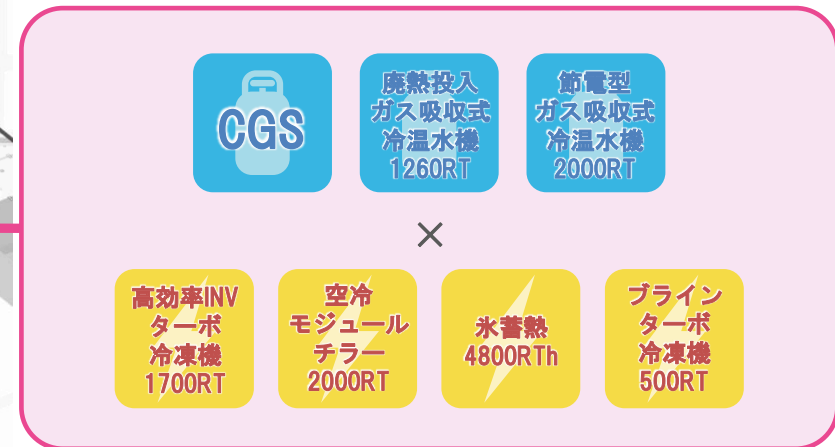 CGS
廃熱投入
ガス吸収式
冷温水機
1260RT
節電型
ガス吸収式
冷温水機
2000RT
×
高効率INV
ターボ
冷凍機
1700RT
空冷
モジュール
チラー
2000RT
氷蓄熱
4800RTh
ブライン
ターボ
冷凍機
500RT